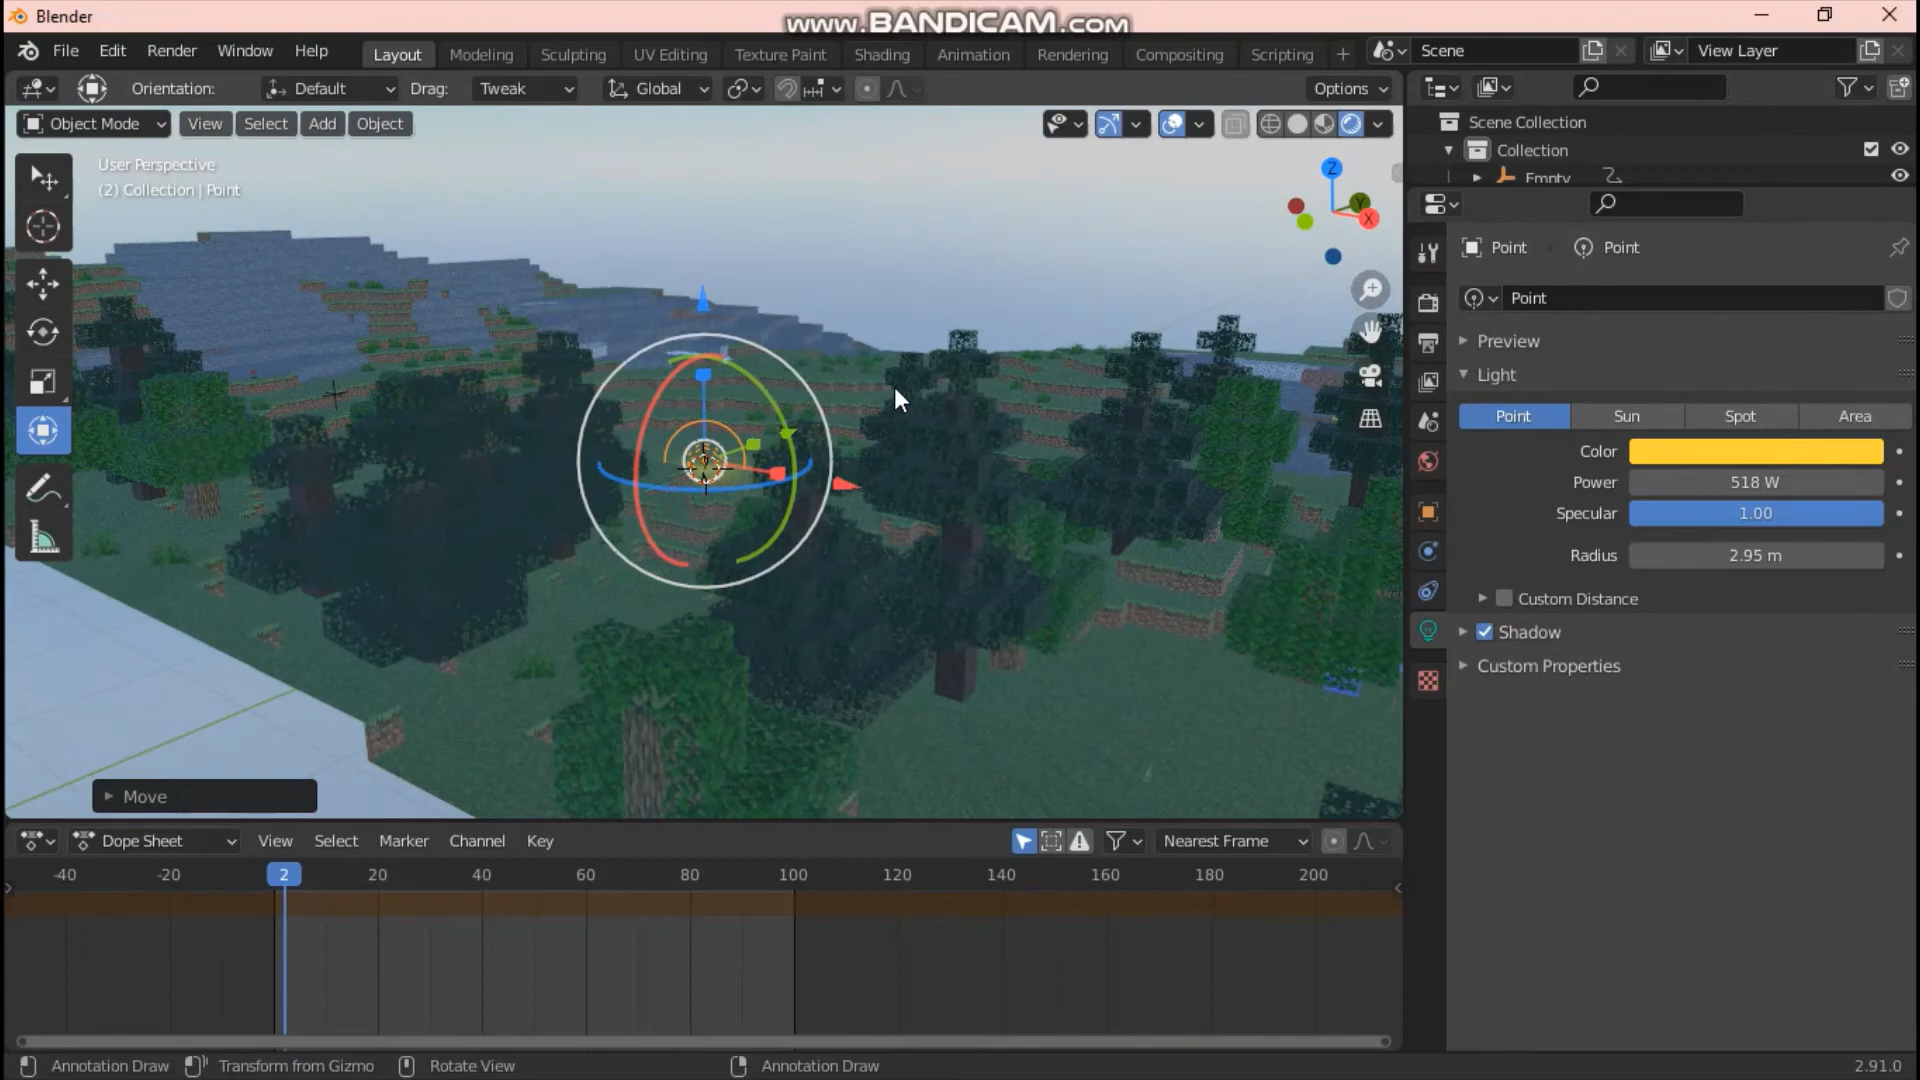 Blender
www.BANDICAM.com
File Edit Render Window Help
Layout Modeling Sculpting UV Editing Texture Paint Shading Animation Rendering Compositing Scripting +
Scene
View Layer
Orientation: Default Drag: Tweak Global Options
Object Mode View Select Add Object
User Perspective
(2) Collection | Point
Z
Y
X
Scene Collection
Collection
Empty
Point Point
Point
Preview
Light
Point Sun Spot Area
Color
Power 518 W
Specular 1.00
Radius 2.95 m
Custom Distance
Shadow
Custom Properties
Move
Dope Sheet View Select Marker Channel Key Nearest Frame
-40 -20 2 20 40 60 80 100 120 140 160 180 200
Annotation Draw Transform from Gizmo Rotate View Annotation Draw 2.91.0